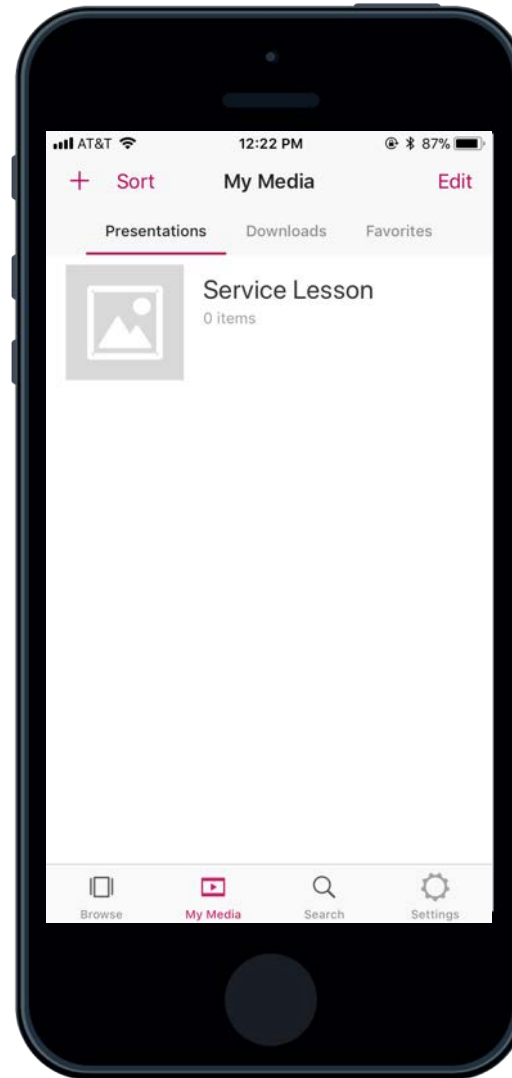 AT&T 12:22 PM 87%
+ Sort My Media Edit
Presentations Downloads Favorites
Service Lesson
0 items
Browse My Media Search Settings